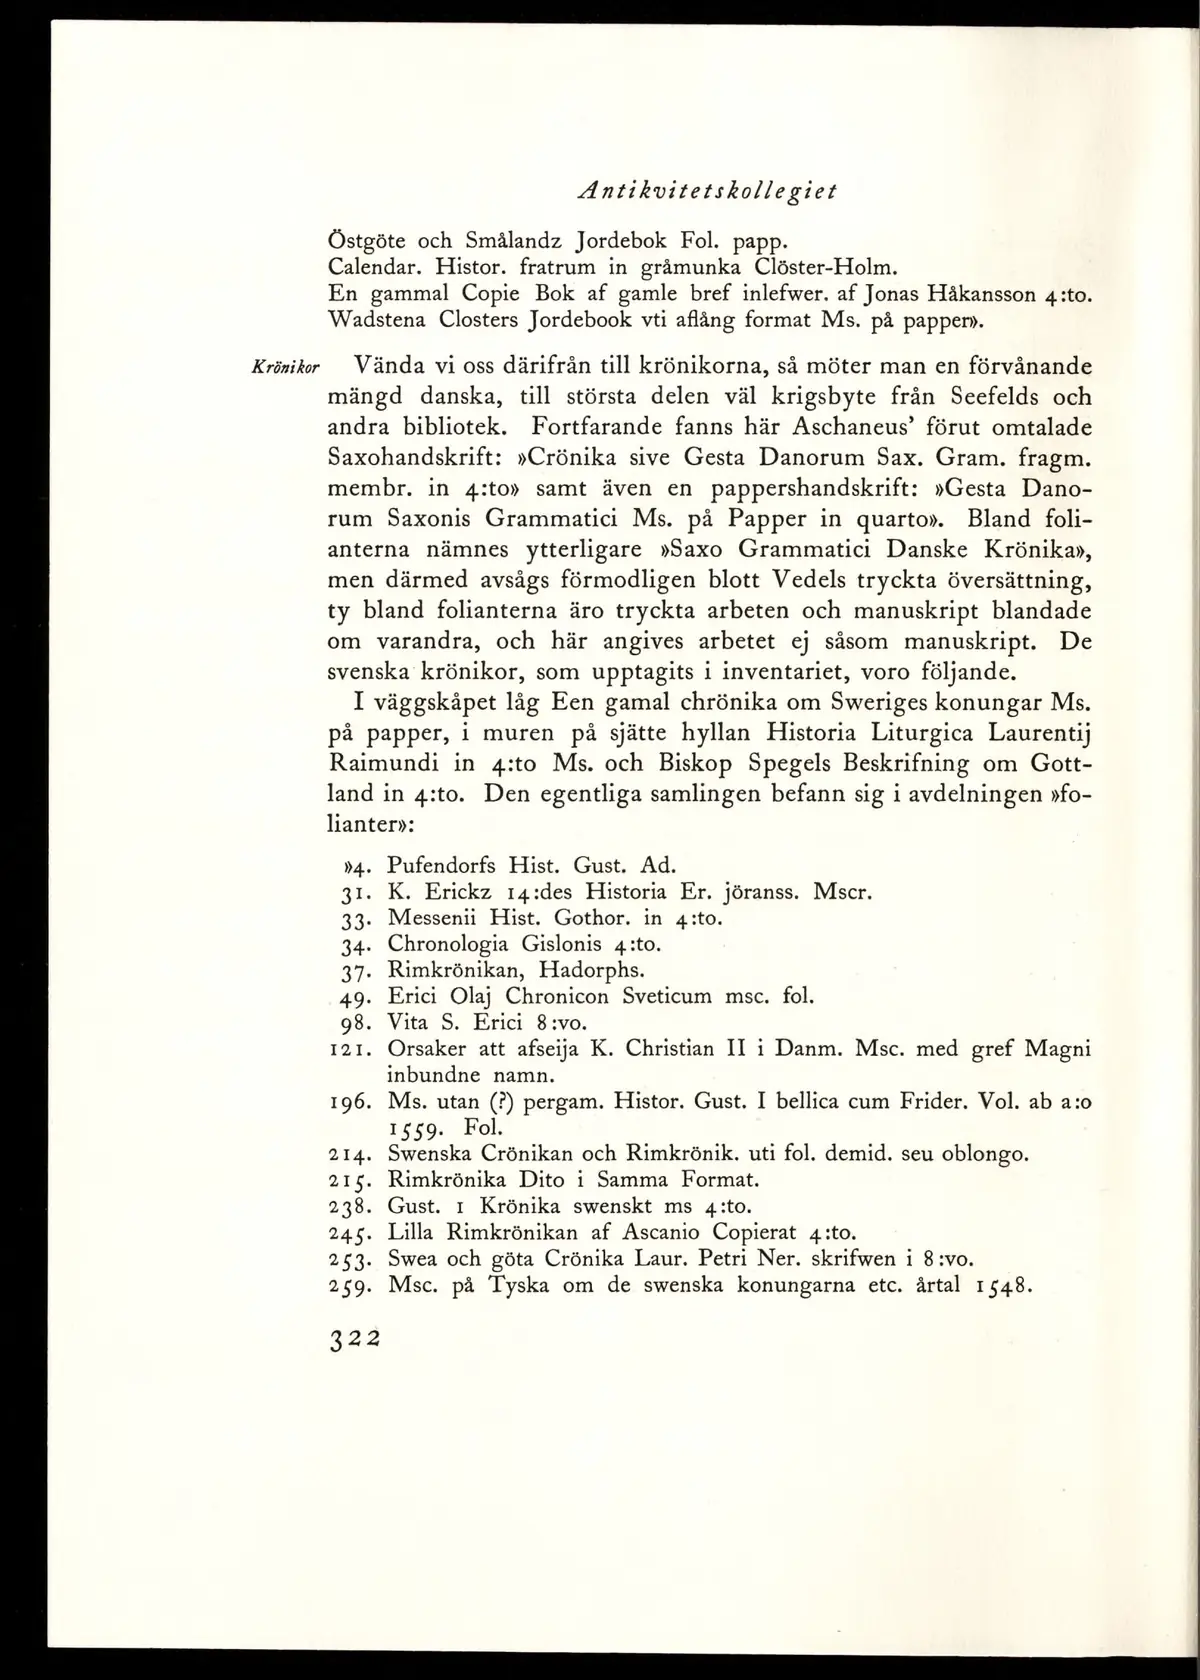 Antikvitetskollegiet
Östgöte och Smålandz Jordebok Fol. papp.
Calendar. Histor. fratrum in gråmunka Clöster-Holm.
En gammal Copie Bok af gamle bref inlefwer. af Jonas Håkansson 4:to.
Wadstena Closters Jordebook vti aflång format Ms. på papper».
Krönikor Vända vi oss därifrån till krönikorna, så möter man en förvånande
mängd danska, till största delen väl krigsbyte från Seefelds och
andra bibliotek. Fortfarande fanns här Aschaneus’ förut omtalade
Saxohandskrift: »Crönika sive Gesta Danorum Sax. Gram. fragm.
membr. in 4:to» samt även en pappershandskrift: »Gesta Dano-
rum Saxonis Grammatici Ms. på Papper in quarto». Bland foli-
anterna nämnes ytterligare »Saxo Grammatici Danske Krönika»,
men därmed avsågs förmodligen blott Vedels tryckta översättning,
ty bland folianterna äro tryckta arbeten och manuskript blandade
om varandra, och här angives arbetet ej såsom manuskript. De
svenska krönikor, som upptagits i inventariet, voro följande.
I väggskåpet låg Een gamal chrönika om Sweriges konungar Ms.
på papper, i muren på sjätte hyllan Historia Liturgica Laurentij
Raimundi in 4:to Ms. och Biskop Spegels Beskrifning om Gott-
land in 4:to. Den egentliga samlingen befann sig i avdelningen »fo-
lianter»:
»4. Pufendorfs Hist. Gust. Ad.
31. K. Erickz 14:des Historia Er. jöranss. Mscr.
33. Messenii Hist. Gothor. in 4:to.
34. Chronologia Gislonis 4:to.
37. Rimkrönikan, Hadorphs.
49. Erici Olaj Chronicon Sveticum msc. fol.
98. Vita S. Erici 8:vo.
121. Orsaker att afseija K. Christian II i Danm. Msc. med gref Magni
inbundne namn.
196. Ms. utan (?) pergam. Histor. Gust. I bellica cum Frider. Vol. ab a:o
1559. Fol.
214. Swenska Crönikan och Rimkrönik. uti fol. demid. seu oblongo.
215. Rimkrönika Dito i Samma Format.
238. Gust. 1 Krönika swenskt ms 4:to.
245. Lilla Rimkrönikan af Ascanio Copierat 4:to.
253. Swea och göta Crönika Laur. Petri Ner. skrifwen i 8:vo.
259. Msc. på Tyska om de swenska konungarna etc. årtal 1548.
322